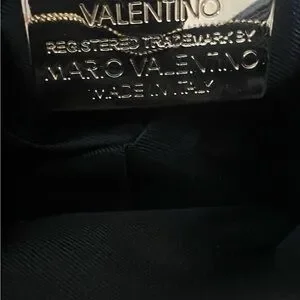 VALENTINO
REGISTERED TRADEMARK BY
MARIO VALENTINO
MADE IN ITALY